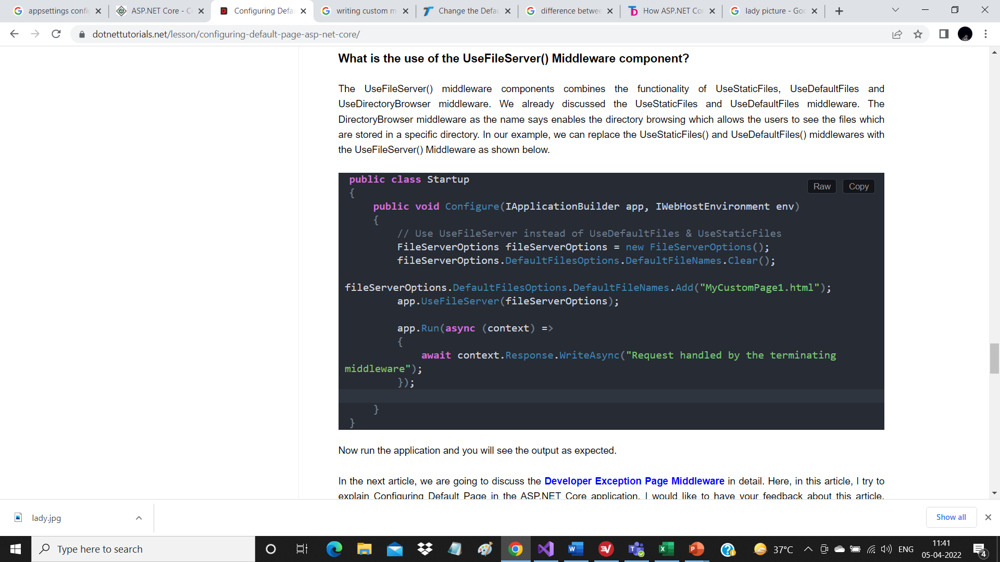 appsettings config
ASP.NET Core - C
Configuring Defa
writing custom m
Change the Defau
difference betwee
How ASP.NET Cor
lady picture - Goo
dotnettutorials.net/lesson/configuring-default-page-asp-net-core/
What is the use of the UseFileServer() Middleware component?
The UseFileServer() middleware components combines the functionality of UseStaticFiles, UseDefaultFiles and
UseDirectoryBrowser middleware. We already discussed the UseStaticFiles and UseDefaultFiles middleware. The
DirectoryBrowser middleware as the name says enables the directory browsing which allows the users to see the files which
are stored in a specific directory. In our example, we can replace the UseStaticFiles() and UseDefaultFiles() middlewares with
the UseFileServer() Middleware as shown below.
public class Startup
Raw Copy
{
public void Configure(IApplicationBuilder app, IWebHostEnvironment env)
{
// Use UseFileServer instead of UseDefaultFiles & UseStaticFiles
FileServerOptions fileServerOptions = new FileServerOptions();
fileServerOptions.DefaultFilesOptions.DefaultFileNames.Clear();
fileServerOptions.DefaultFilesOptions.DefaultFileNames.Add("MyCustomPage1.html");
app.UseFileServer(fileServerOptions);
app.Run(async (context) =>
{
await context.Response.WriteAsync("Request handled by the terminating
middleware");
});
}
}
Now run the application and you will see the output as expected.
In the next article, we are going to discuss the Developer Exception Page Middleware in detail. Here, in this article, I try to
explain Configuring Default Page in the ASP.NET Core application. I would like to have your feedback about this article.
lady.jpg
Show all
Type here to search
37°C
ENG
11:41
05-04-2022
4